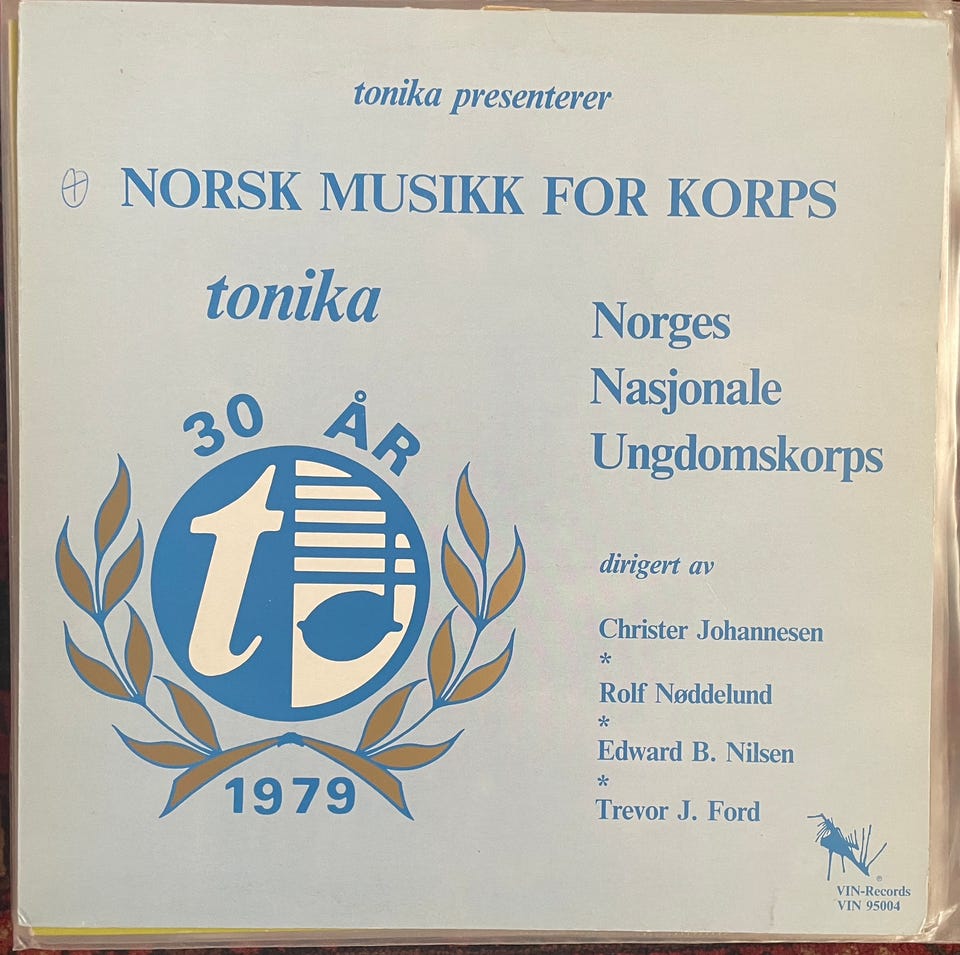 tonika presenterer
NORSK MUSIKK FOR KORPS
tonika
30 ÅR
t
1979
Norges
Nasjonale
Ungdomskorps
dirigert av
Christer Johannesen
*
Rolf Nøddelund
*
Edward B. Nilsen
*
Trevor J. Ford
®
VIN-Records
VIN 95004